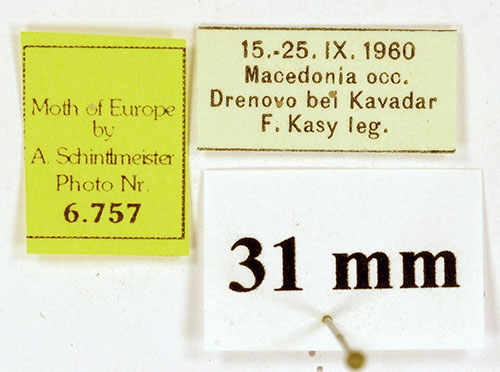 Moth of Europe
by
A. Schintlmeister
Photo Nr.
6.757
15.-25. IX. 1960
Macedonia occ.
Drenovo bei Kavadar
F. Kasy leg.
31 mm